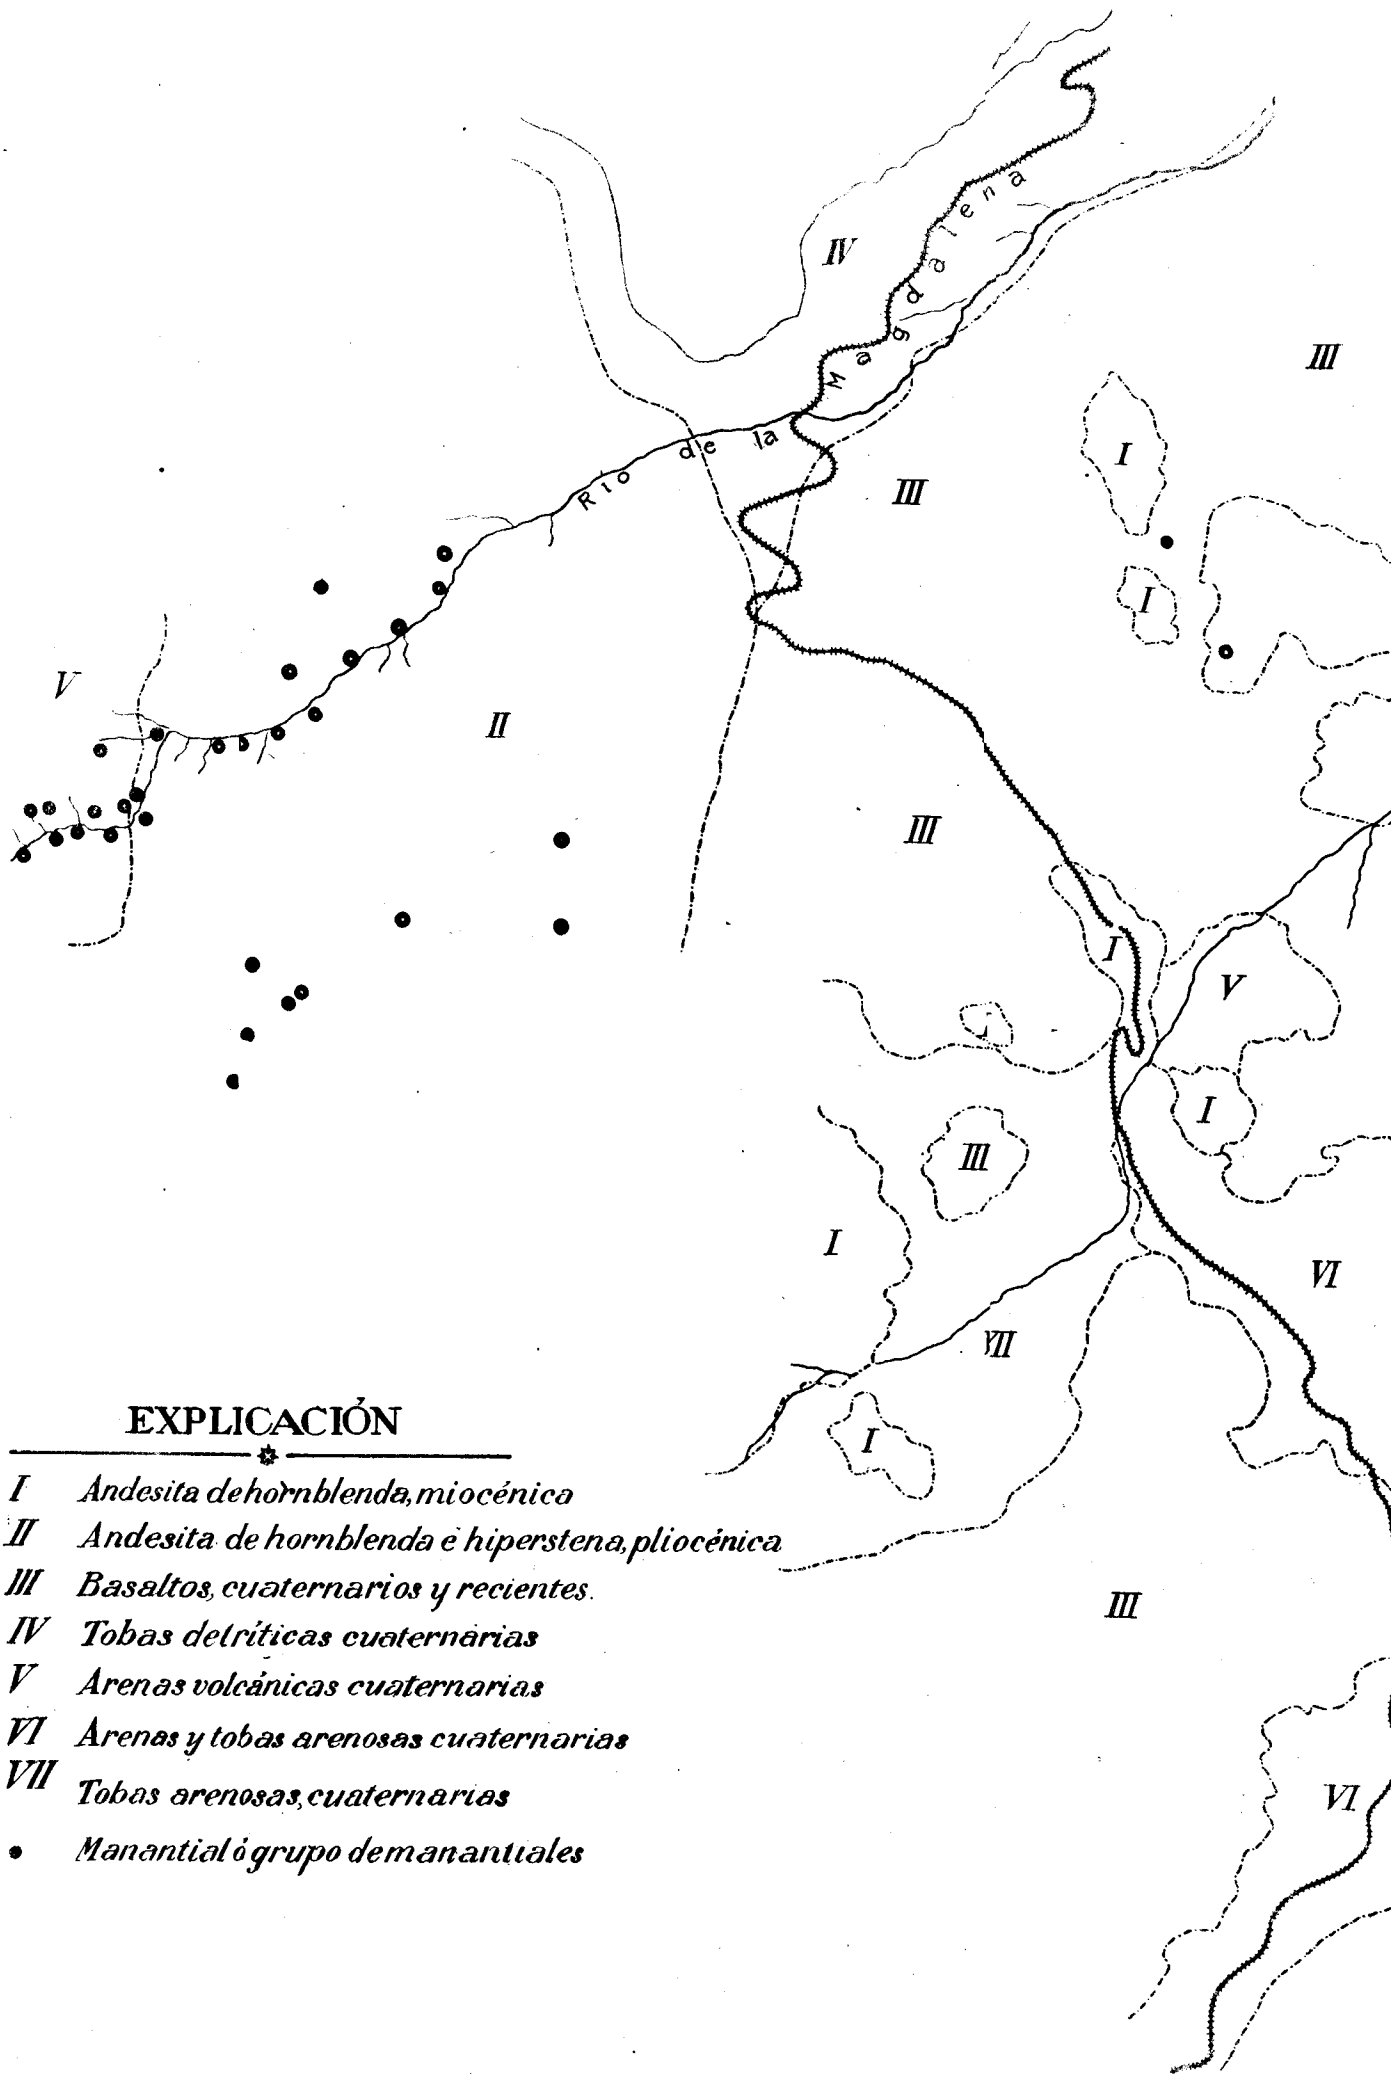 IV
Río de la Magdalena
III
I
III
I
V
II
III
I
V
I
I
III
I
VI
VII
I
EXPLICACIÓN
I Andesita de hornblenda, miocénica
II Andesita de hornblenda é hiperstena, pliocénica
III Basaltos, cuaternarios y recientes.
IV Tobas detríticas cuaternarias
V Arenas volcánicas cuaternarias
VI Arenas y tobas arenosas cuaternarias
VII Tobas arenosas, cuaternarias
● Manantial ó grupo de manantiales
III
VI